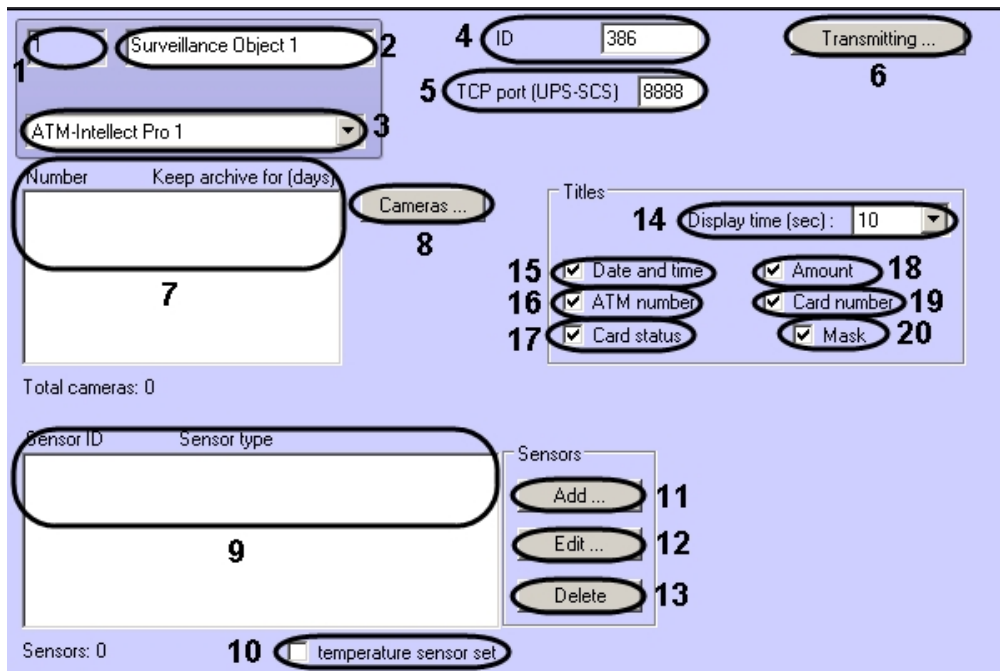 1 Surveillance Object 1 2
1
4 ID 386
Transmitting ...
6
5 TCP port (UPS-SCS) 8888
ATM-Intellect Pro 1 3
Number Keep archive for (days)
7
Cameras ...
8
Titles
14 Display time (sec) : 10
15 Date and time
Amount 18
16 ATM number
Card number 19
17 Card status
Mask 20
Total cameras: 0
Sensor ID Sensor type
9
Sensors
Add ... 11
Edit ... 12
Delete 13
Sensors: 0
10 temperature sensor set